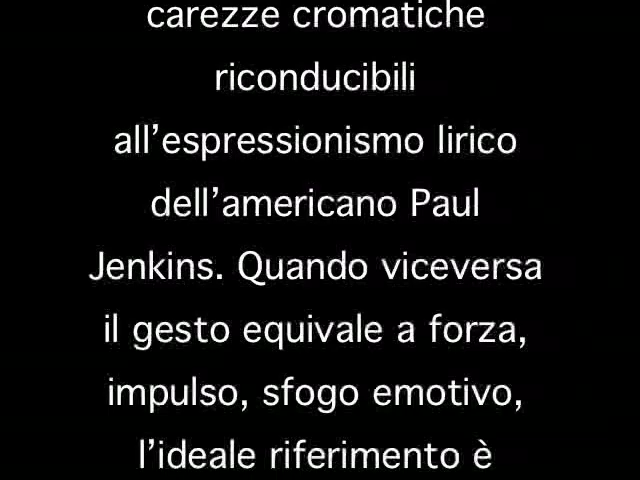 carezze cromatiche
riconducibili
all’espressionismo lirico
dell’americano Paul
Jenkins. Quando viceversa
il gesto equivale a forza,
impulso, sfogo emotivo,
l’ideale riferimento è